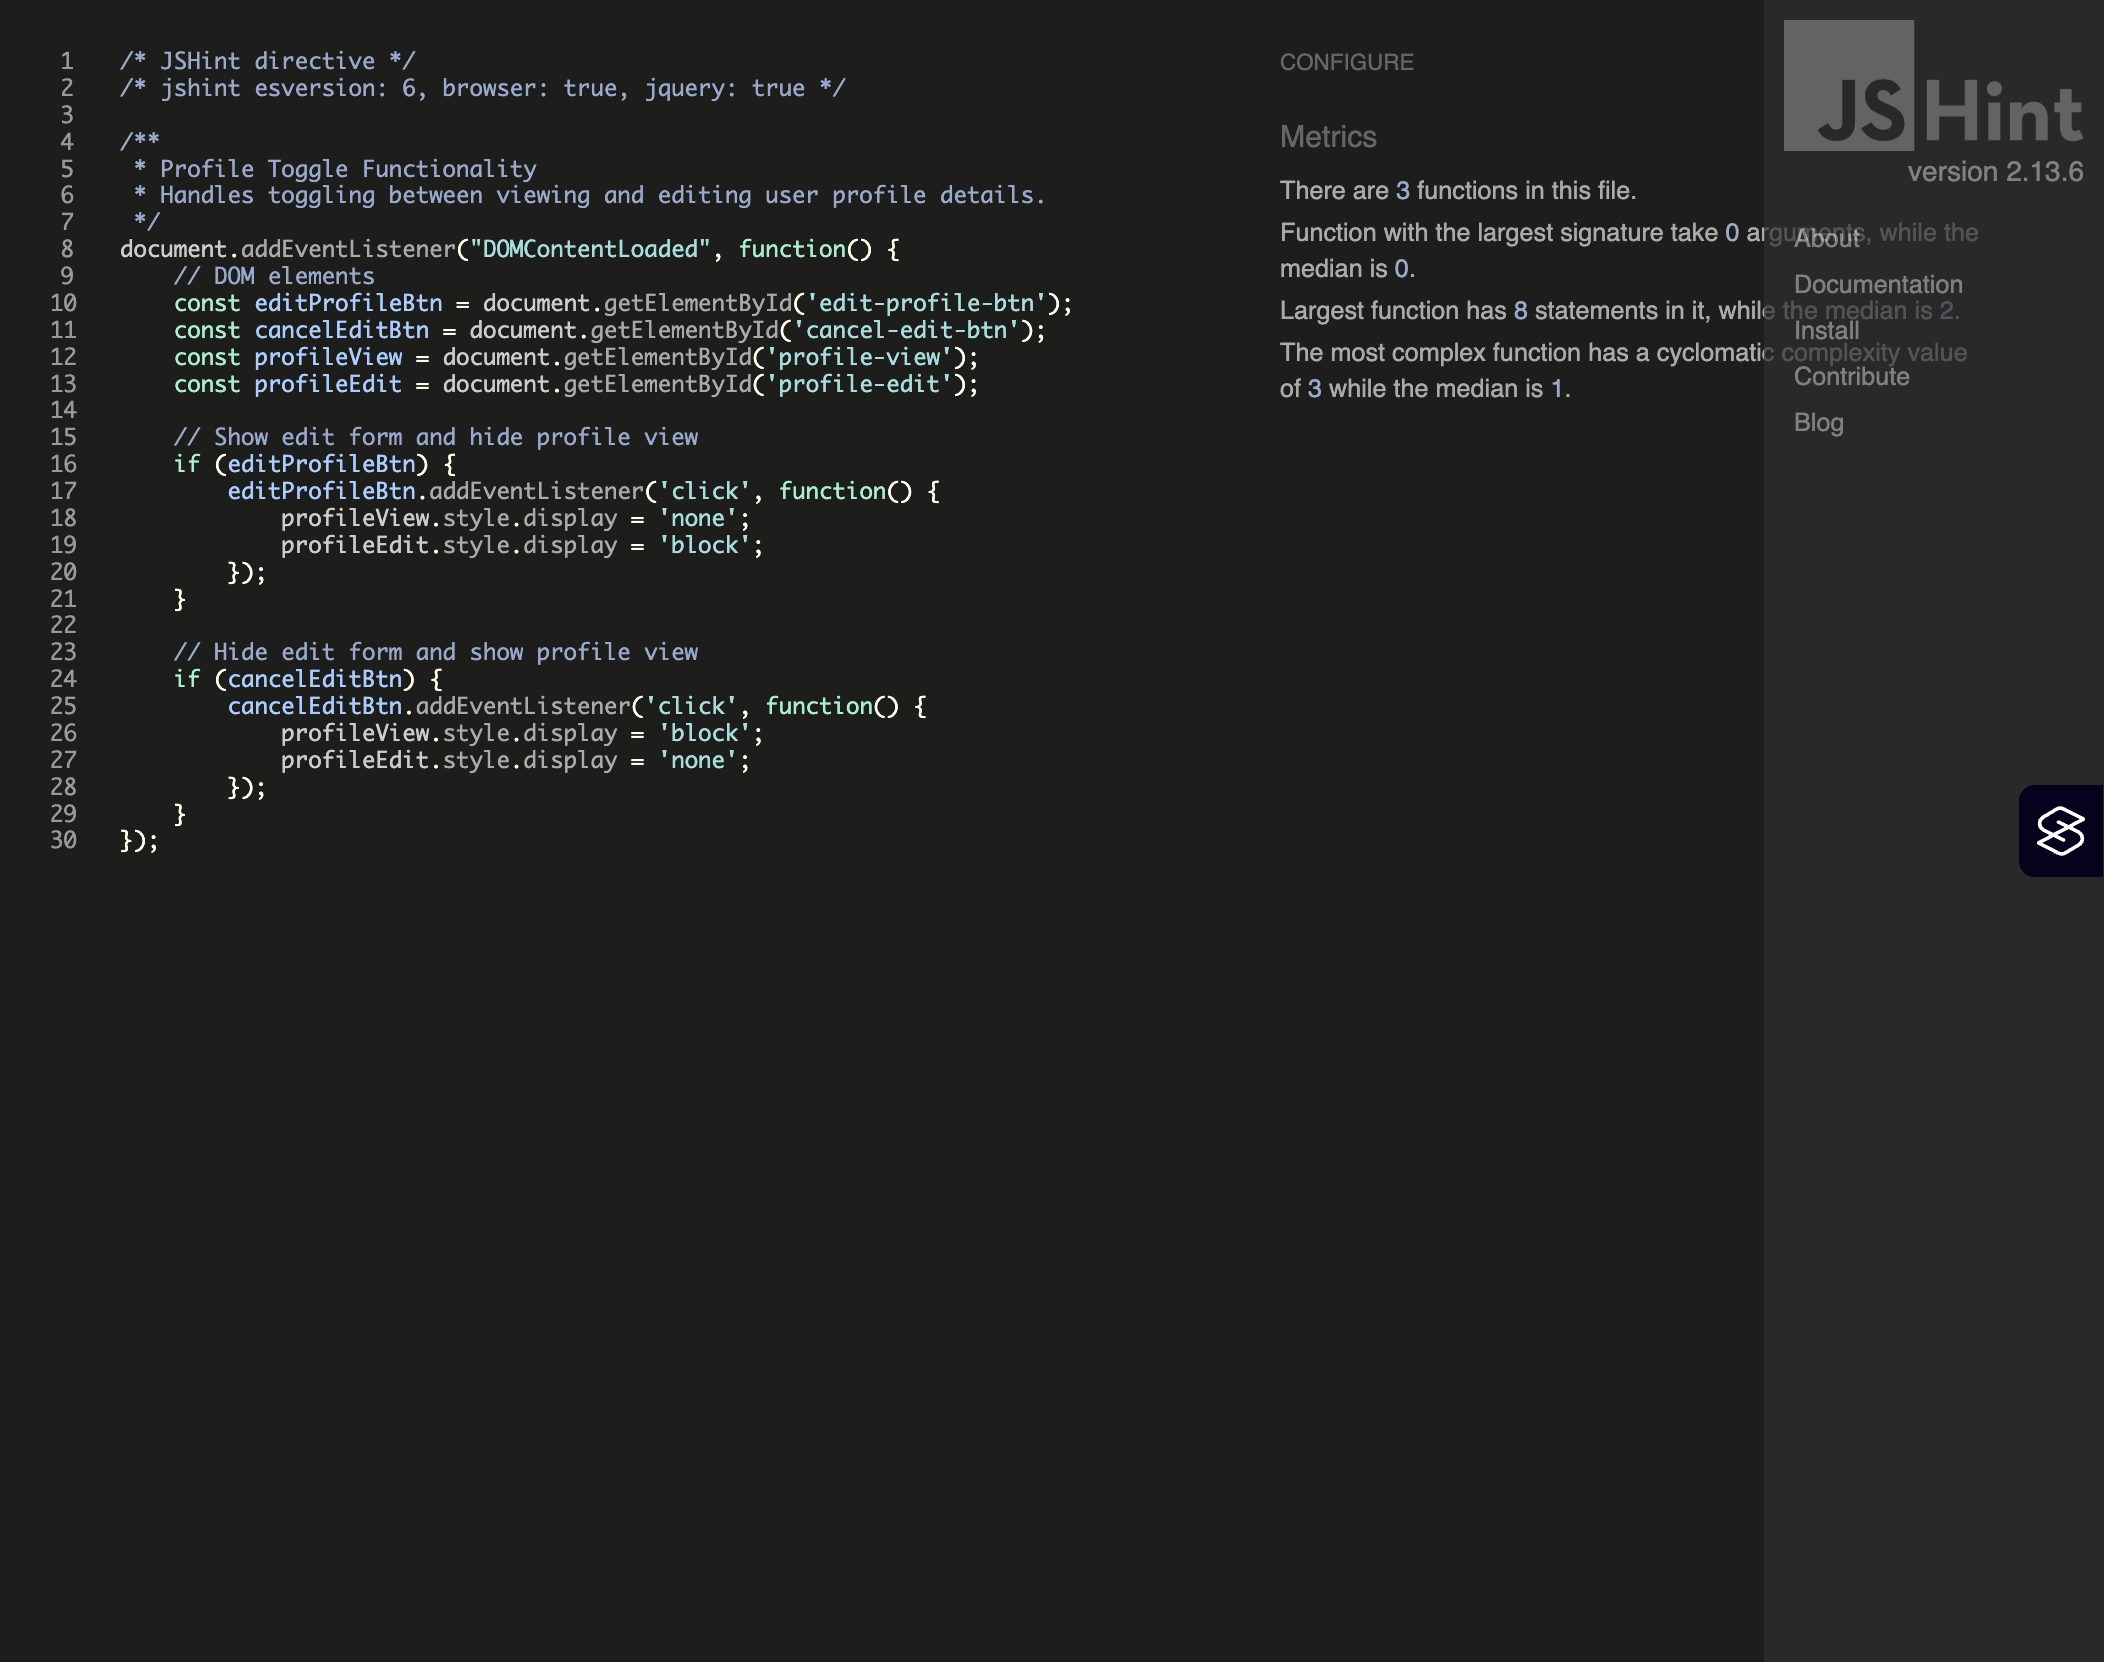 1 /* JSHint directive */
2 /* jshint esversion: 6, browser: true, jquery: true */
3
4 /**
5  * Profile Toggle Functionality
6  * Handles toggling between viewing and editing user profile details.
7  */
8 document.addEventListener("DOMContentLoaded", function() {
9     // DOM elements
10     const editProfileBtn = document.getElementById('edit-profile-btn');
11     const cancelEditBtn = document.getElementById('cancel-edit-btn');
12     const profileView = document.getElementById('profile-view');
13     const profileEdit = document.getElementById('profile-edit');
14
15     // Show edit form and hide profile view
16     if (editProfileBtn) {
17         editProfileBtn.addEventListener('click', function() {
18             profileView.style.display = 'none';
19             profileEdit.style.display = 'block';
20         });
21     }
22
23     // Hide edit form and show profile view
24     if (cancelEditBtn) {
25         cancelEditBtn.addEventListener('click', function() {
26             profileView.style.display = 'block';
27             profileEdit.style.display = 'none';
28         });
29     }
30 });
CONFIGURE
Metrics
There are 3 functions in this file.
Function with the largest signature take 0 arguments, while the
median is 0.
Largest function has 8 statements in it, while the median is 2.
The most complex function has a cyclomatic complexity value
of 3 while the median is 1.
JSHint
version 2.13.6
About
Documentation
Install
Contribute
Blog